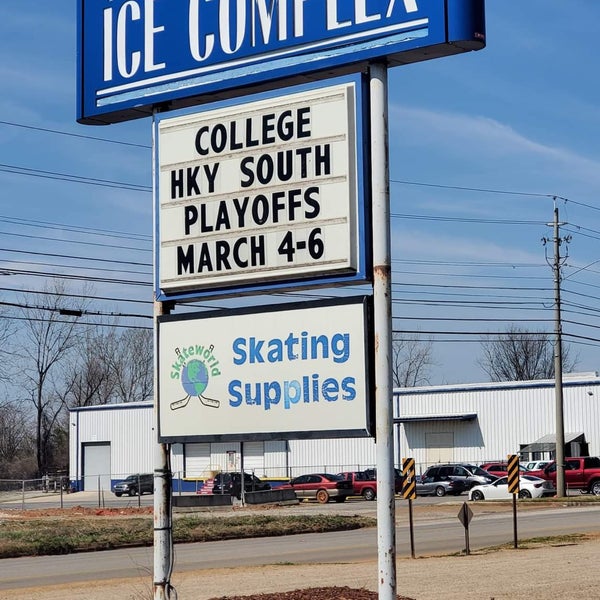 ICE COMPLEX
COLLEGE
HKY SOUTH
PLAYOFFS
MARCH 4-6
Skateworld
Skating
Supplies